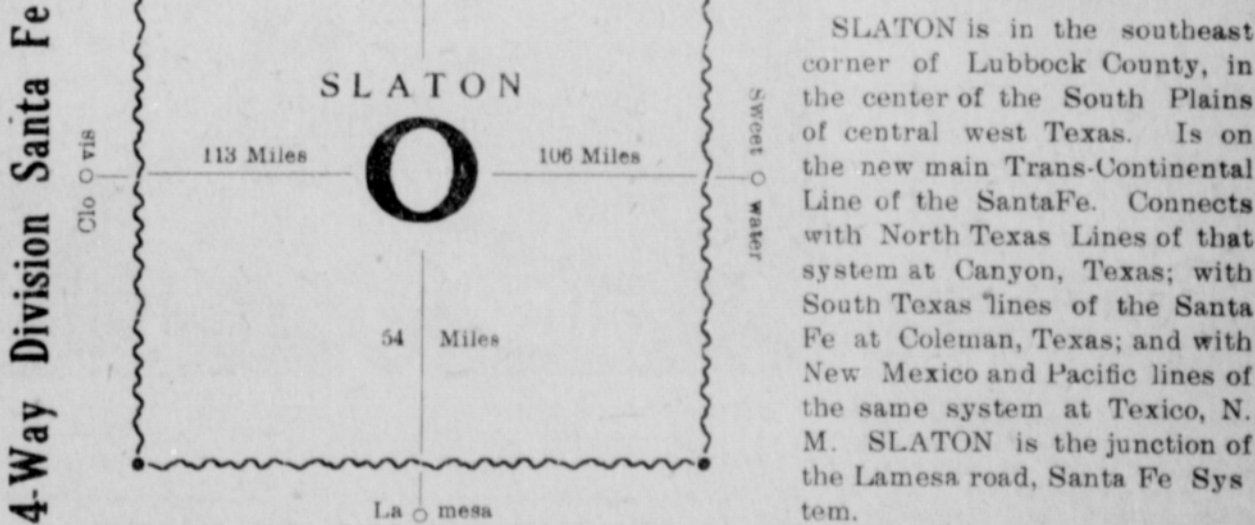 4-Way Division Santa Fe
SLATON
O
Clo o vis
113 Miles
106 Miles
Sweet o water
54 Miles
La o mesa
SLATON is in the southeast
corner of Lubbock County, in
the center of the South Plains
of central west Texas. Is on
the new main Trans-Continental
Line of the SantaFe. Connects
with North Texas Lines of that
system at Canyon, Texas; with
South Texas lines of the Santa
Fe at Coleman, Texas; and with
New Mexico and Pacific lines of
the same system at Texico, N.
M. SLATON is the junction of
the Lamesa road, Santa Fe Sys
tem.